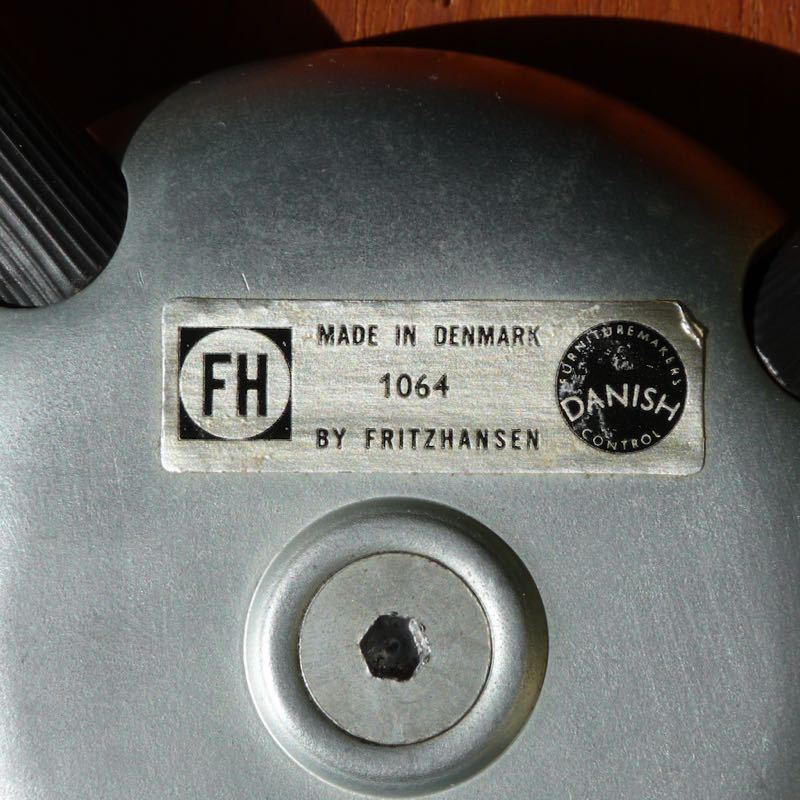 FH
MADE IN DENMARK
1064
BY FRITZHANSEN
FURNITUREMAKERS
DANISH
CONTROL